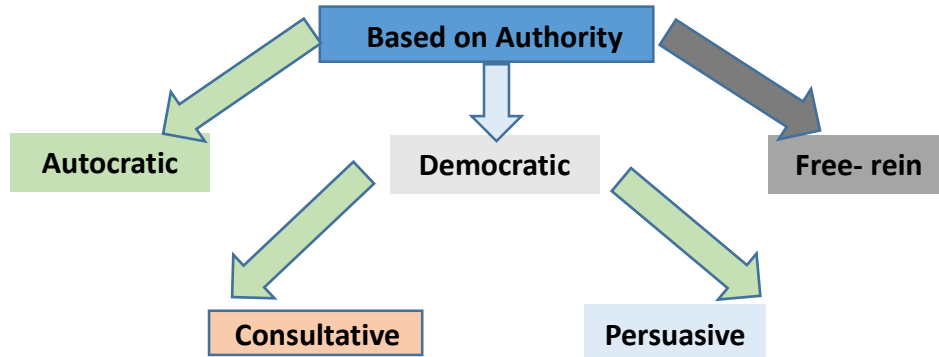 Based on Authority
Autocratic
Democratic
Free- rein
Consultative
Persuasive